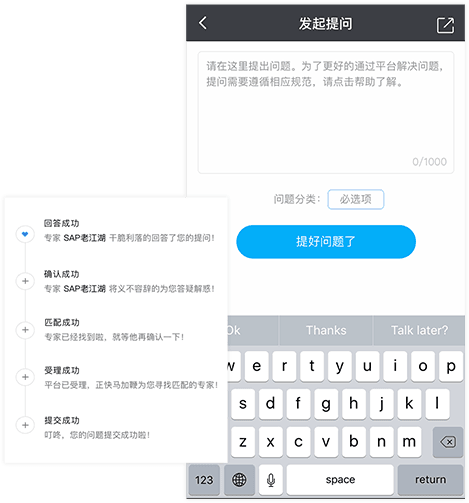 发起提问
请在这里提出问题。为了更好的通过平台解决问题，
提问需要遵循相应规范，请点击帮助了解。
0/1000
问题分类：
必选项
提好问题了
回答成功
专家 SAP老江湖 干脆利落的回答了您的提问！
确认成功
专家 SAP老江湖 将义不容辞的为您答疑解惑！
匹配成功
专家已经找到啦，就等他再确认一下！
受理成功
平台已受理，正快马加鞭为您寻找匹配的专家！
提交成功
叮咚，您的问题提交成功啦！
Ok Thanks Talk later?
w e r t y u i o p
s d f g h j k l
z x c v b n m
123 space return